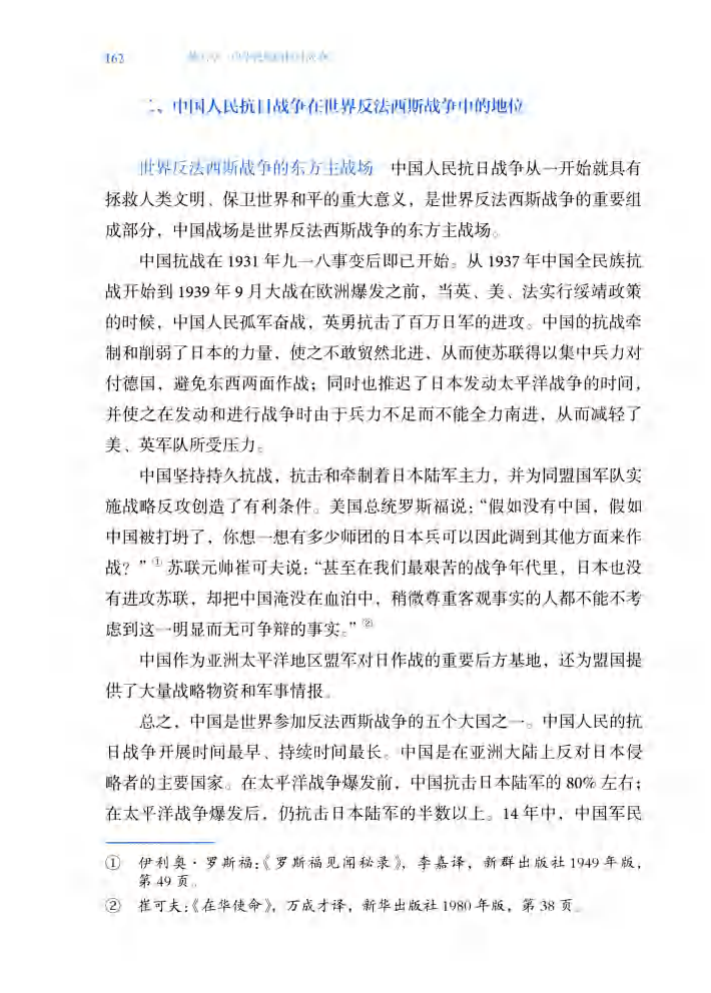 162
二、中国人民抗日战争在世界反法西斯战争中的地位
世界反法西斯战争的东方主战场 中国人民抗日战争从一开始就具有
拯救人类文明、保卫世界和平的重大意义，是世界反法西斯战争的重要组
成部分，中国战场是世界反法西斯战争的东方主战场。
中国抗战在 1931 年九一八事变后即已开始。从 1937 年中国全民族抗
战开始到 1939 年 9 月大战在欧洲爆发之前，当英、美、法实行绥靖政策
的时候，中国人民孤军奋战，英勇抗击了百万日军的进攻。中国的抗战牵
制和削弱了日本的力量，使之不敢贸然北进，从而使苏联得以集中兵力对
付德国，避免东西两面作战；同时也推迟了日本发动太平洋战争的时间，
并使之在发动和进行战争时由于兵力不足而不能全力南进，从而减轻了
美、英军队所受压力。
中国坚持持久抗战，抗击和牵制着日本陆军主力，并为同盟国军队实
施战略反攻创造了有利条件。美国总统罗斯福说：“假如没有中国，假如
中国被打坍了，你想一想有多少师团的日本兵可以因此调到其他方面来作
战？”① 苏联元帅崔可夫说：“甚至在我们最艰苦的战争年代里，日本也没
有进攻苏联，却把中国淹没在血泊中，稍微尊重客观事实的人都不能不考
虑到这一明显而无可争辩的事实。”②
中国作为亚洲太平洋地区盟军对日作战的重要后方基地，还为盟国提
供了大量战略物资和军事情报。
总之，中国是世界参加反法西斯战争的五个大国之一。中国人民的抗
日战争开展时间最早、持续时间最长。中国是在亚洲大陆上反对日本侵
略者的主要国家。在太平洋战争爆发前，中国抗击日本陆军的 80% 左右；
在太平洋战争爆发后，仍抗击日本陆军的半数以上。14 年中，中国军民
① 伊利奥·罗斯福：《罗斯福见闻秘录》，李嘉译，新群出版社 1949 年版，
第 49 页。
② 崔可夫：《在华使命》，万成才译，新华出版社 1980 年版，第 38 页。